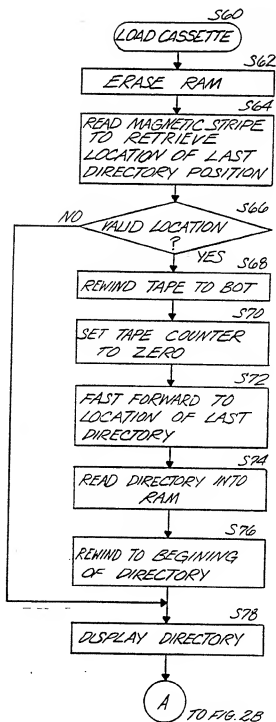 S60
LOAD CASSETTE
S62
ERASE RAM
S64
READ MAGNETIC STRIPE
TO RETRIEVE
LOCATION OF LAST
DIRECTORY POSITION
S66
NO
VALID LOCATION
?
YES
S68
REWIND TAPE TO BOT
S70
SET TAPE COUNTER
TO ZERO
S72
FAST FORWARD TO
LOCATION OF LAST
DIRECTORY
S74
READ DIRECTORY INTO
RAM
S76
REWIND TO BEGINING
OF DIRECTORY
S78
DISPLAY DIRECTORY
A
TO FIG. 2B